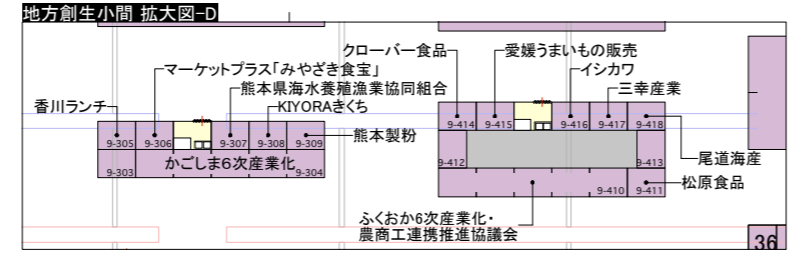 地方創生小間 拡大図-D
クローバー食品
愛媛うまいもの販売
マーケットプラス「みやざき食宝」
イシカワ
熊本県海水養殖漁業協同組合
三幸産業
香川ランチ
KIYORAきくち
熊本製粉
9-305 9-306 9-307 9-308 9-309
9-414 9-415 9-416 9-417 9-418
かごしま6次産業化
9-303 9-304
9-412 9-413
尾道海産
9-410 9-411
松原食品
ふくおか6次産業化・
農商工連携推進協議会
36